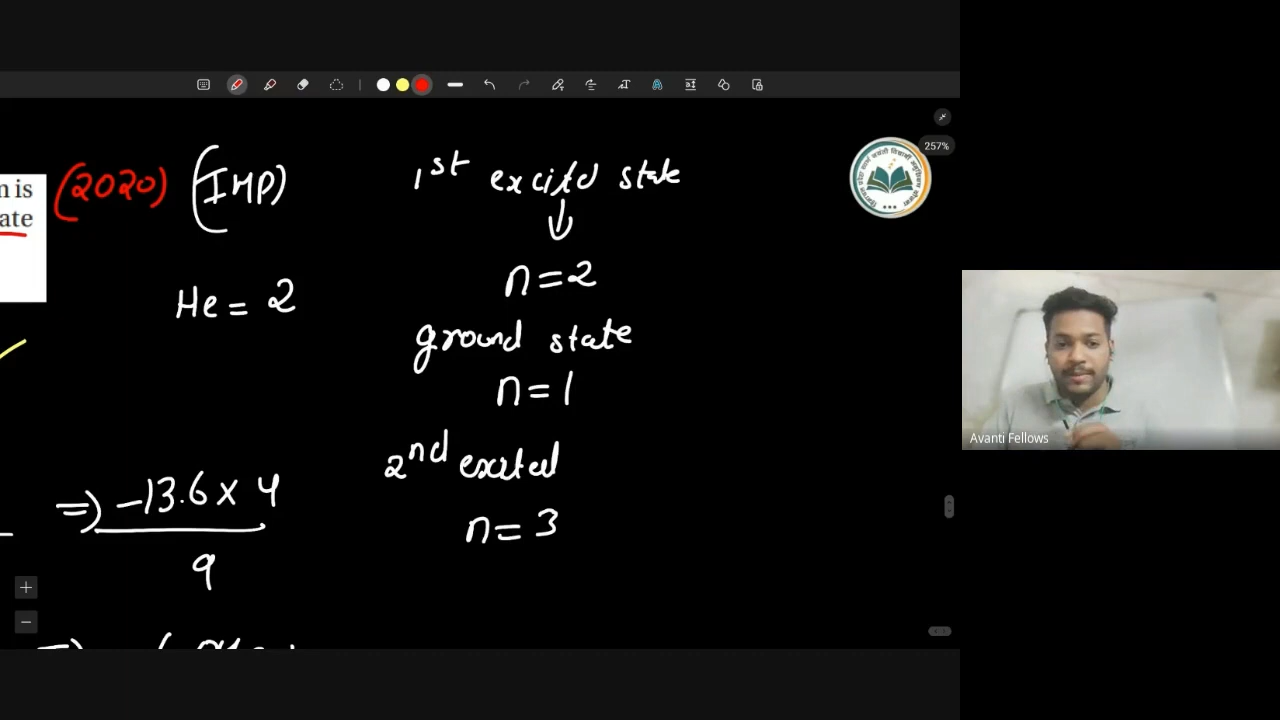 n is
ate
(2020) (IMP)
He = 2
⇒ -13.6 x 4
9
1st excited state
↓
n = 2
ground state
n = 1
2nd excited
n = 3
257%
Avanti Fellows